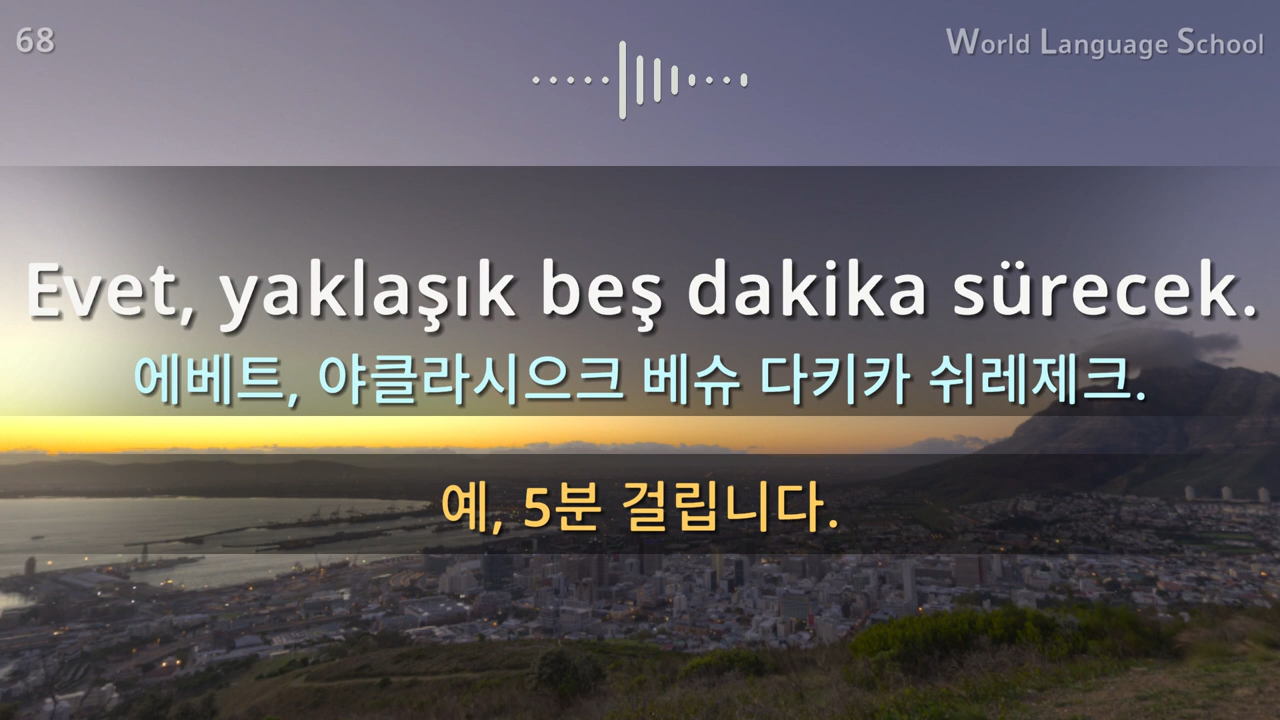 68
World Language School
Evet, yaklaşık beş dakika sürecek.
에베트, 야클라시으크 베슈 다키카 쉬레제크.
예, 5분 걸립니다.